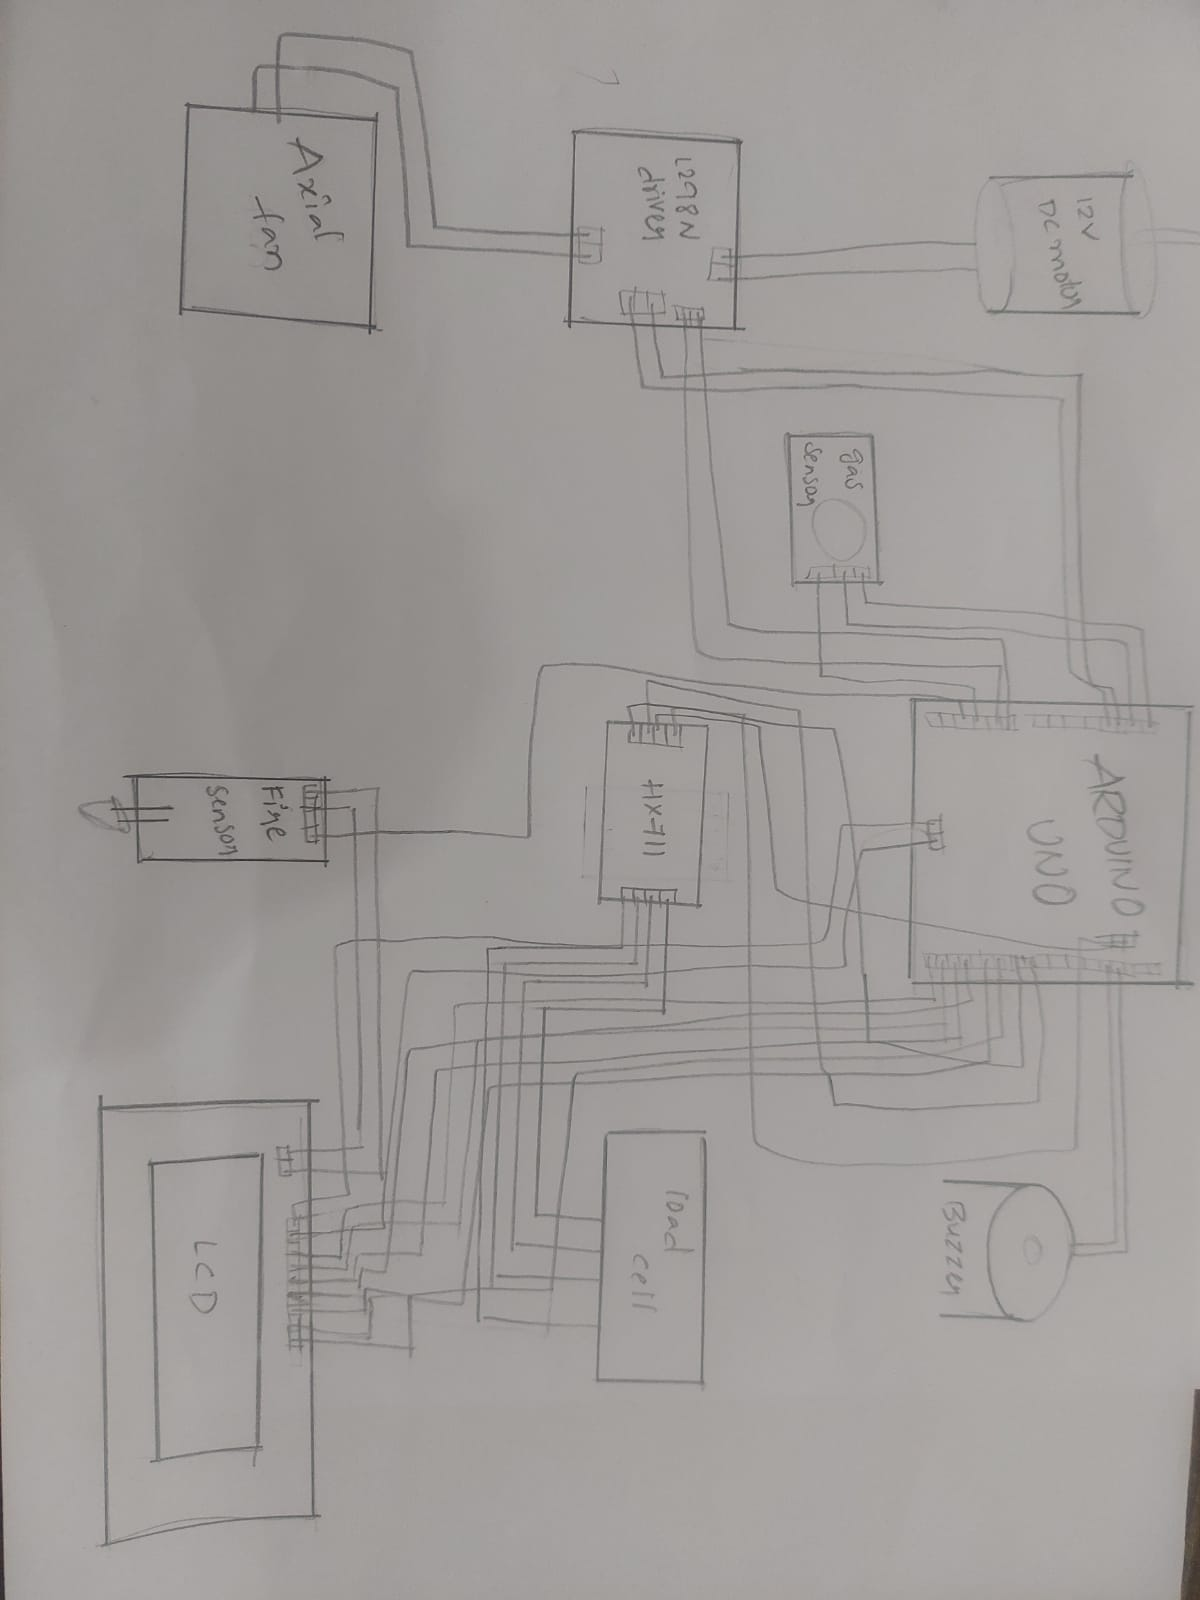 Axial
fan
L298N
driver
12V
DC motor
gas
sensor
ARDUINO
UNO
HX-711
Fire
sensor
LCD
load
cell
Buzzer